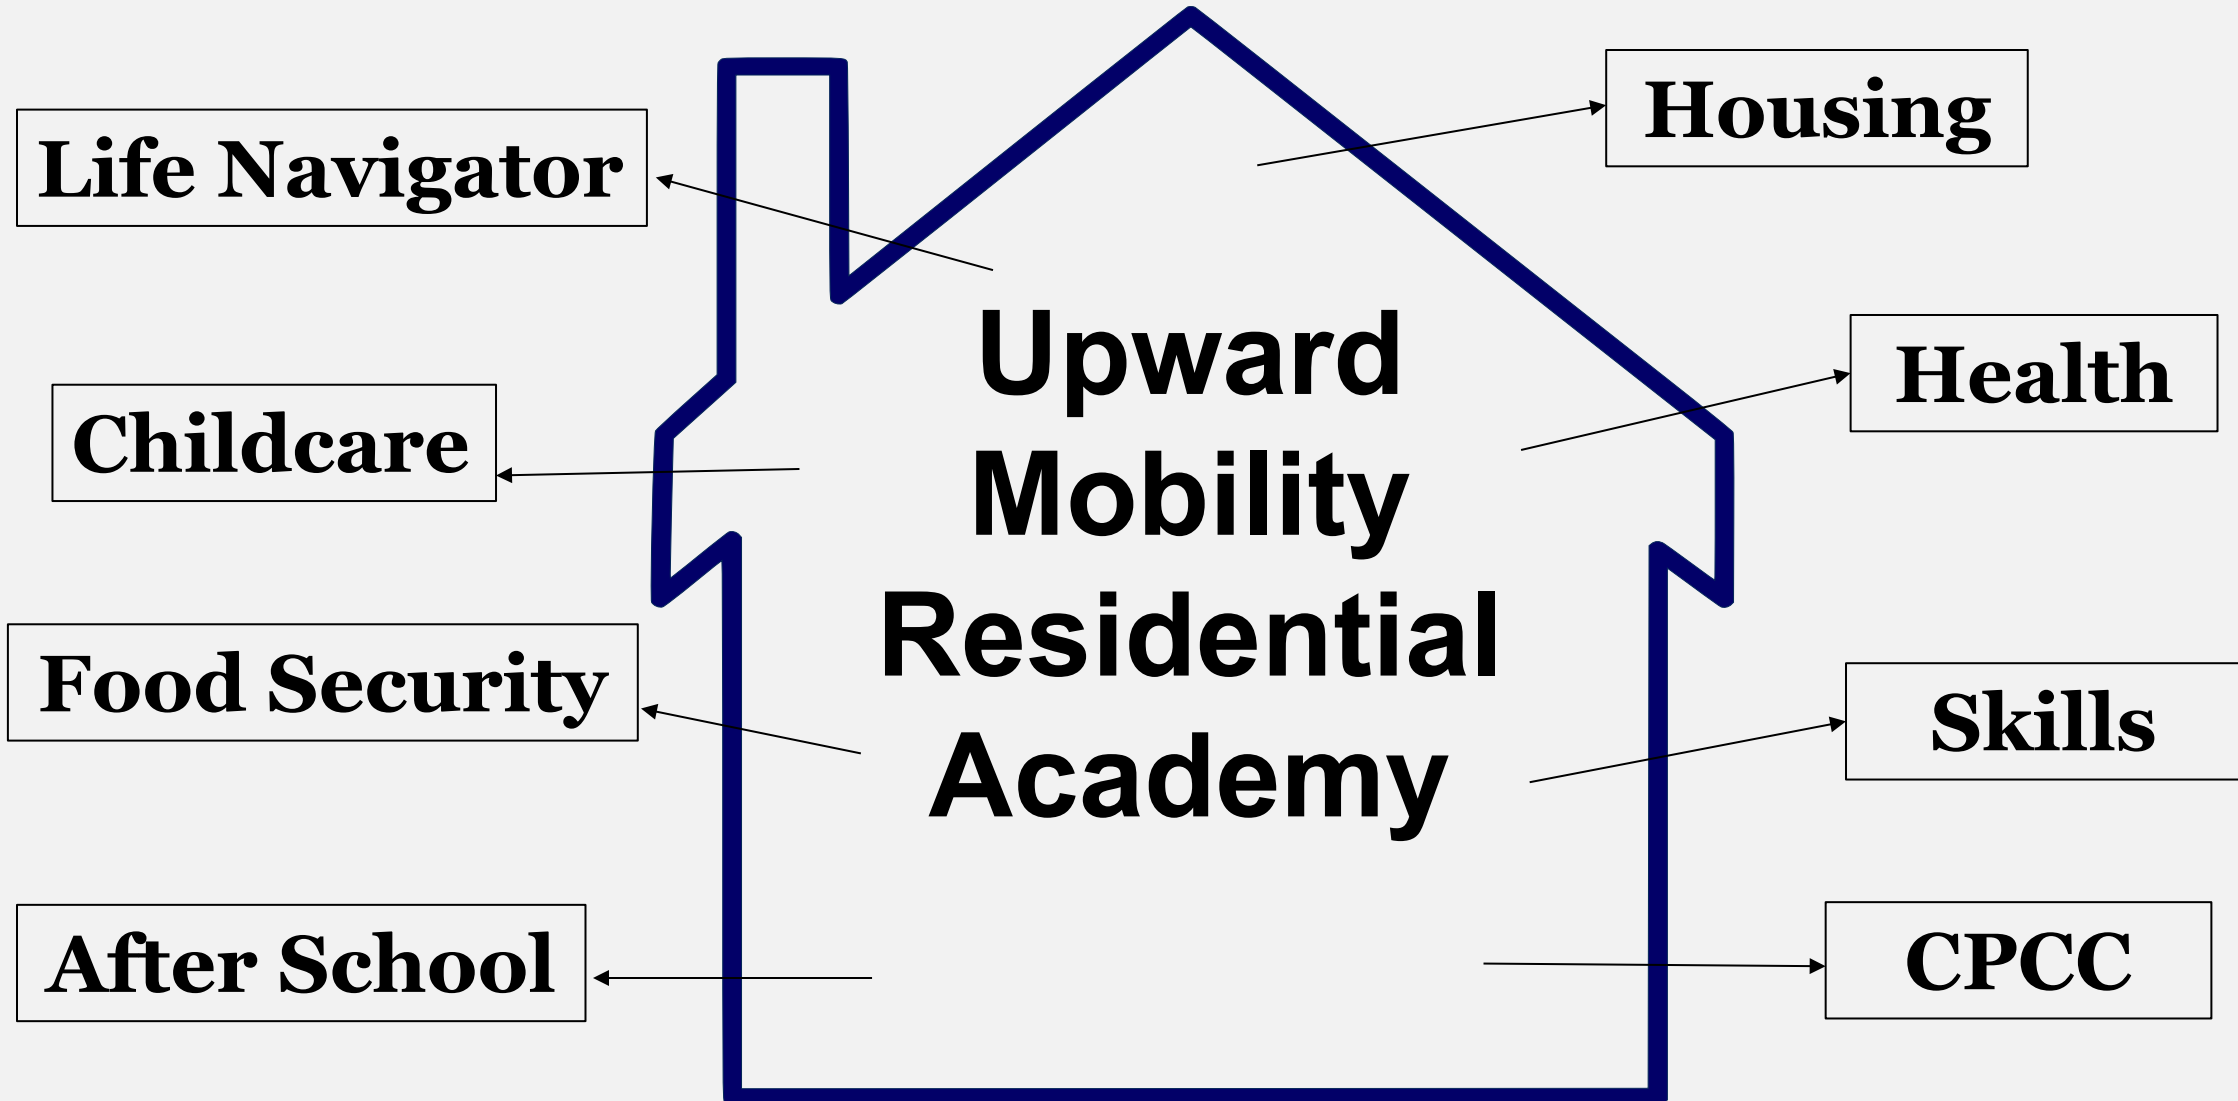 Life Navigator
Childcare
Food Security
After School
Upward
Mobility
Residential
Academy
Housing
Health
Skills
CPCC